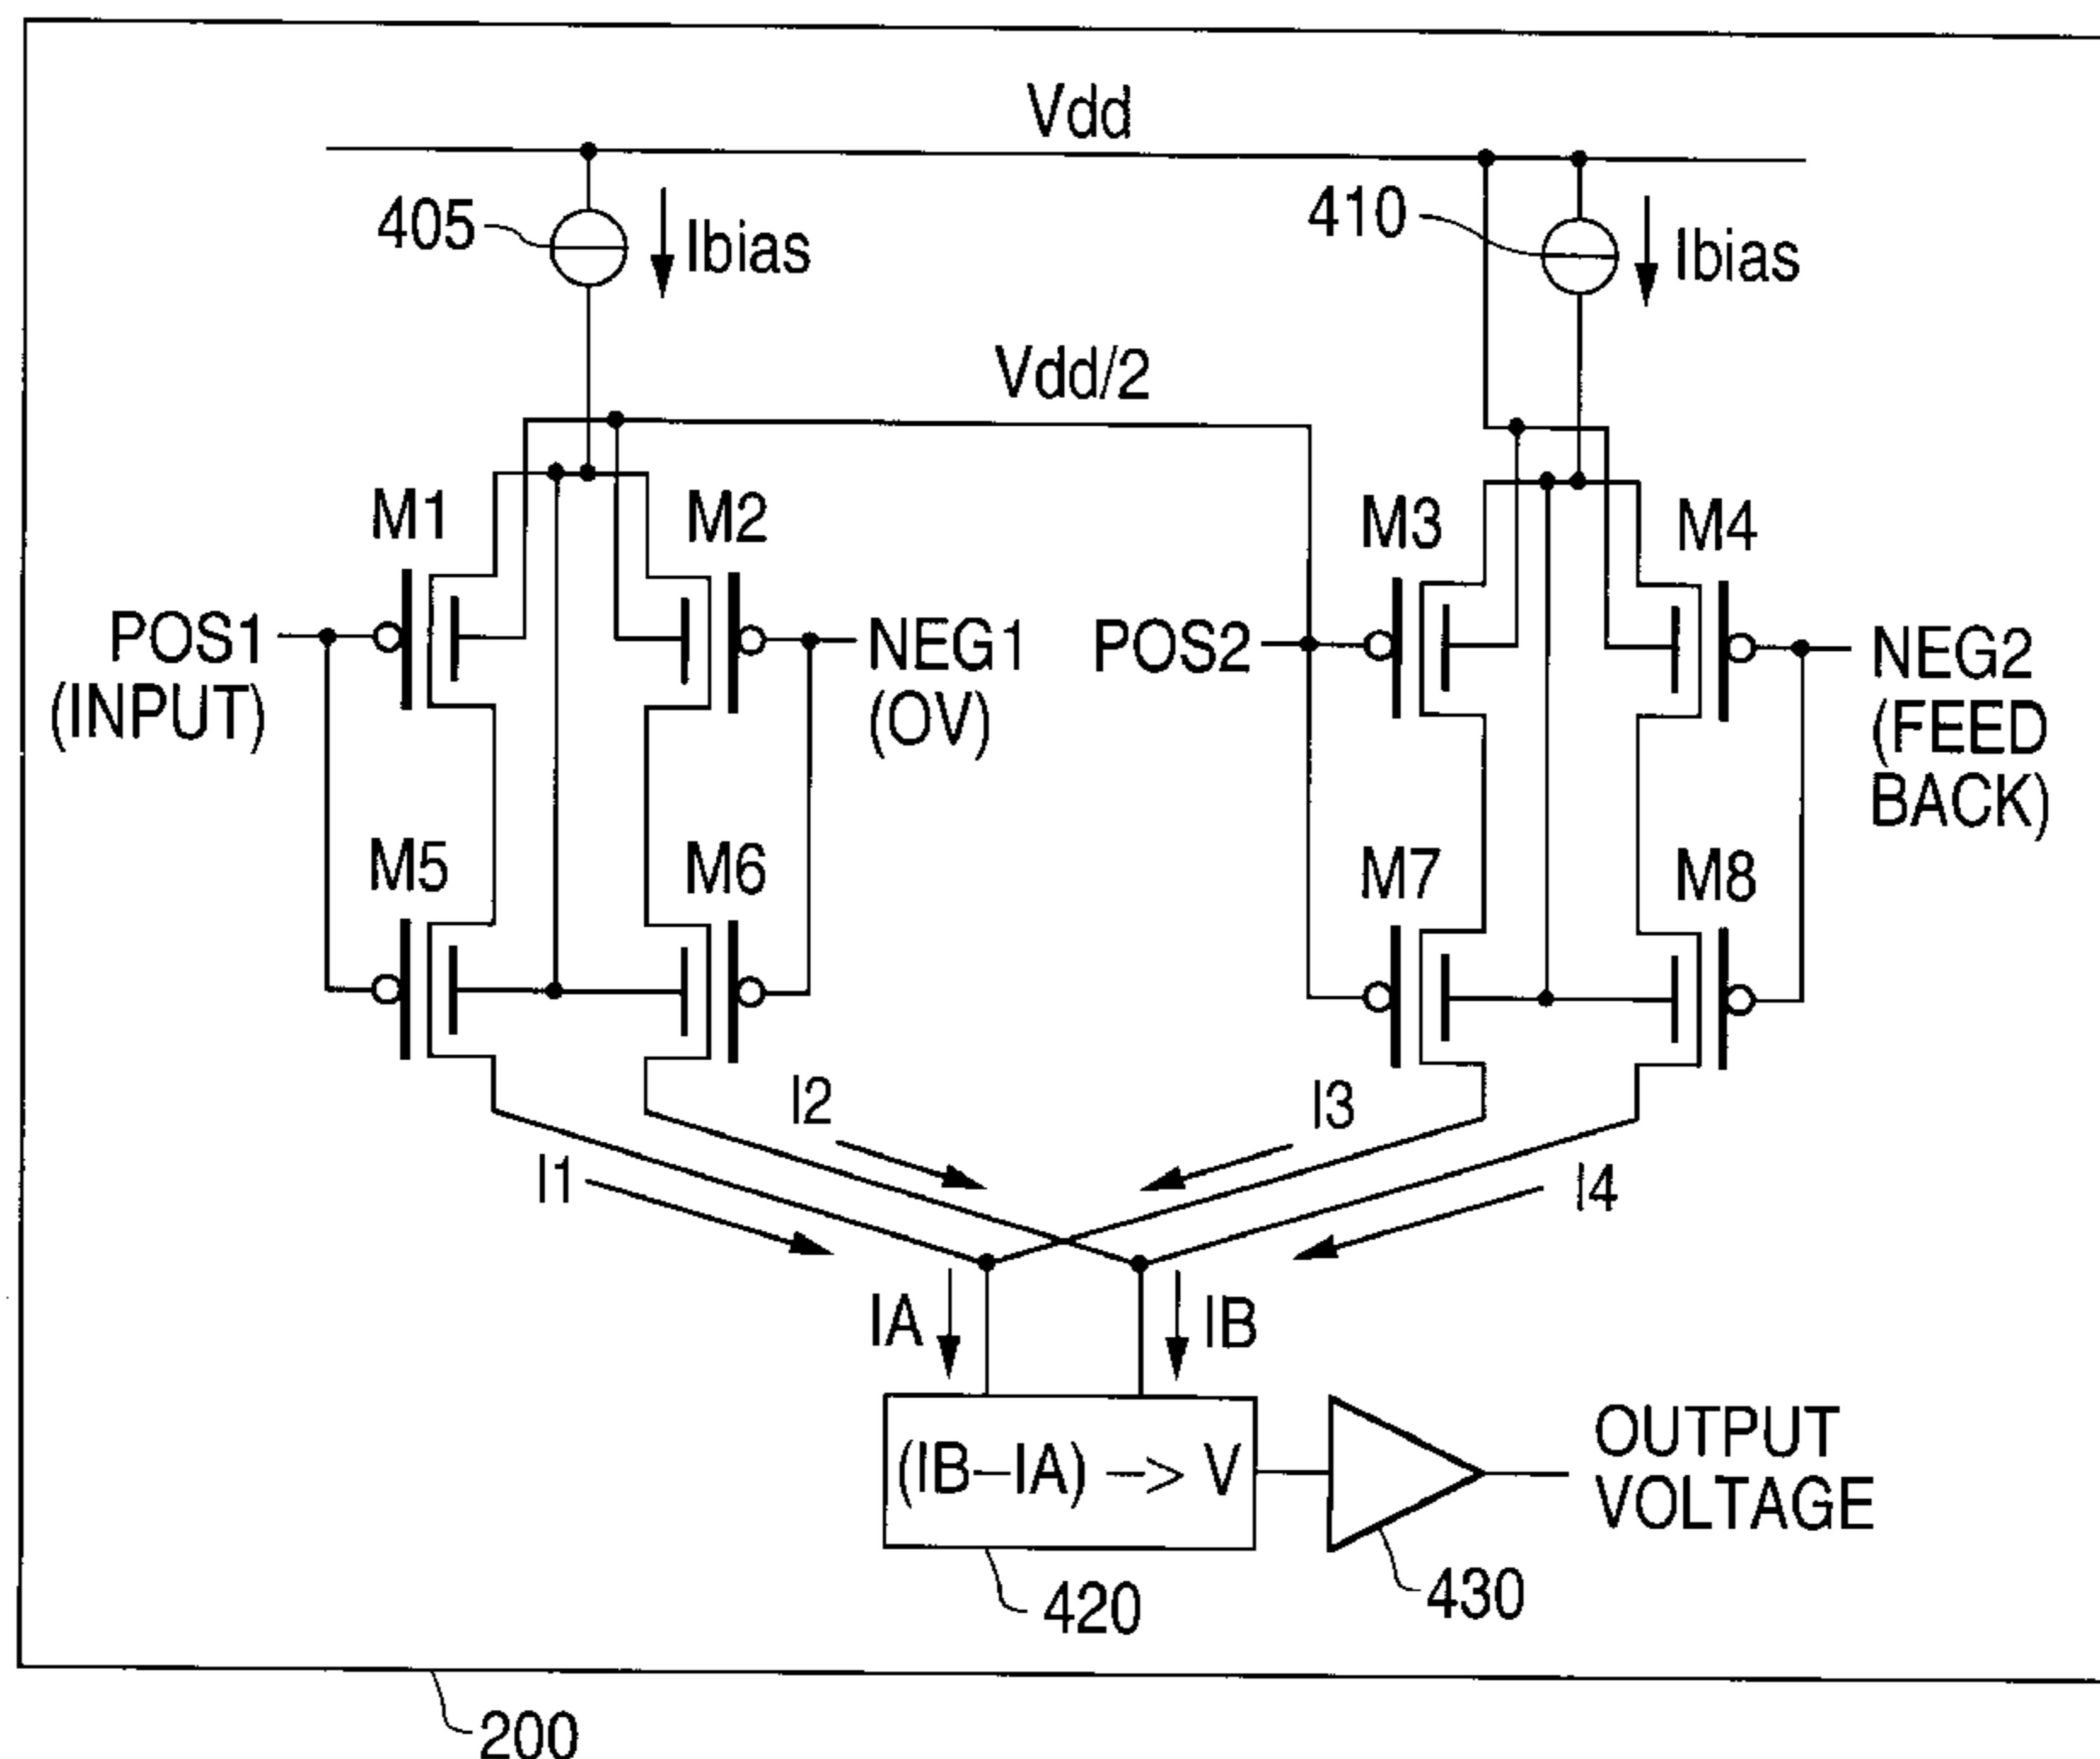 Vdd
405
Ibias
410
Ibias
Vdd/2
M1
M2
M3
M4
POS1
(INPUT)
NEG1
(OV)
POS2
NEG2
(FEED
BACK)
M5
M6
M7
M8
I2
I3
I1
I4
IA
IB
(IB–IA) –> V
OUTPUT
VOLTAGE
420
430
200